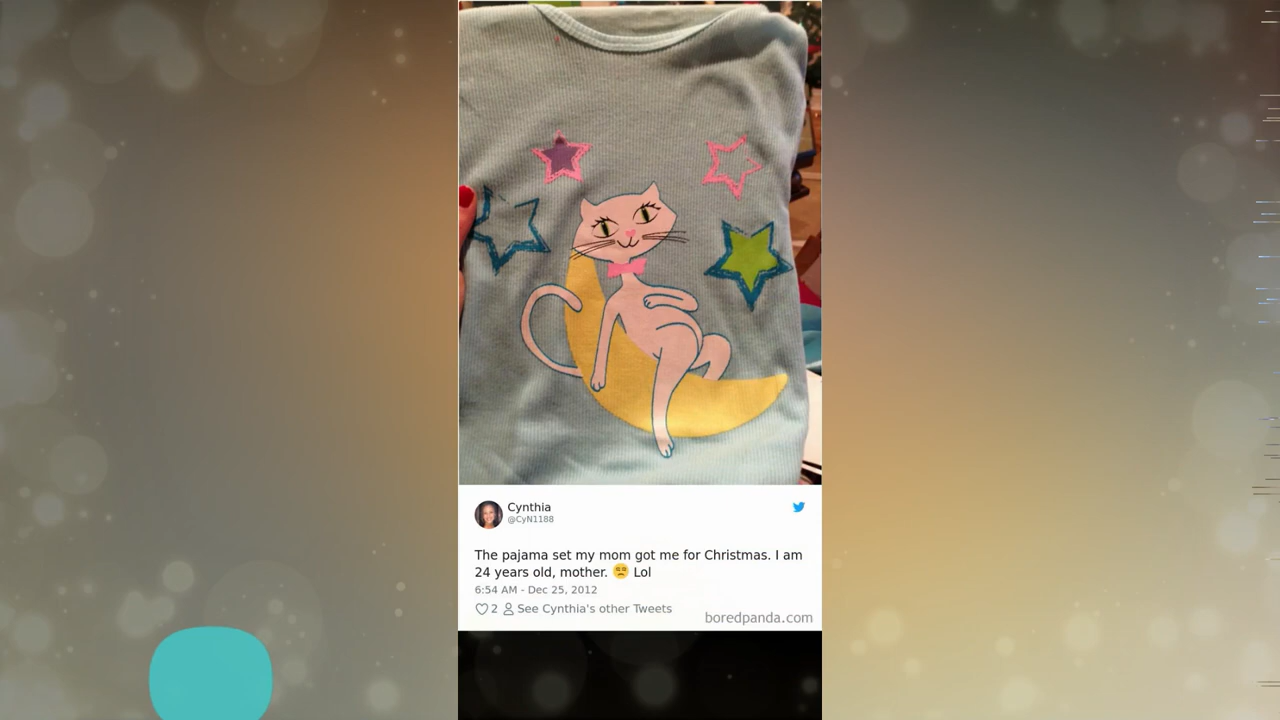 Cynthia
@CyN1188
The pajama set my mom got me for Christmas. I am
24 years old, mother. 😒 Lol
6:54 AM - Dec 25, 2012
2 See Cynthia's other Tweets
boredpanda.com